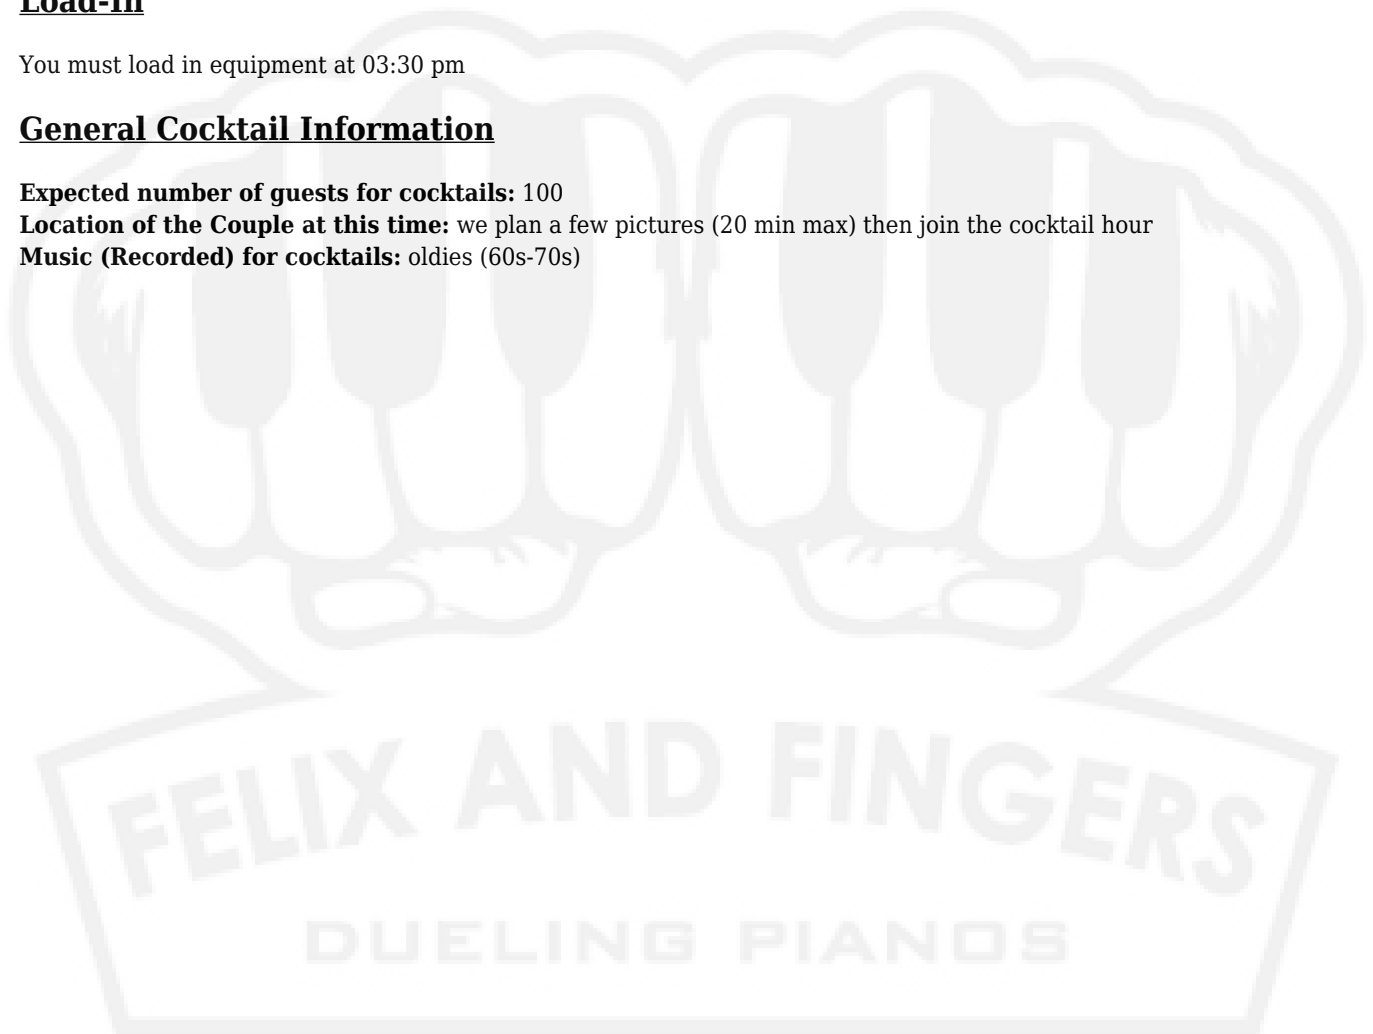 Load-In
You must load in equipment at 03:30 pm
General Cocktail Information
Expected number of guests for cocktails: 100
Location of the Couple at this time: we plan a few pictures (20 min max) then join the cocktail hour
Music (Recorded) for cocktails: oldies (60s-70s)
FELIX AND FINGERS
DUELING PIANOS